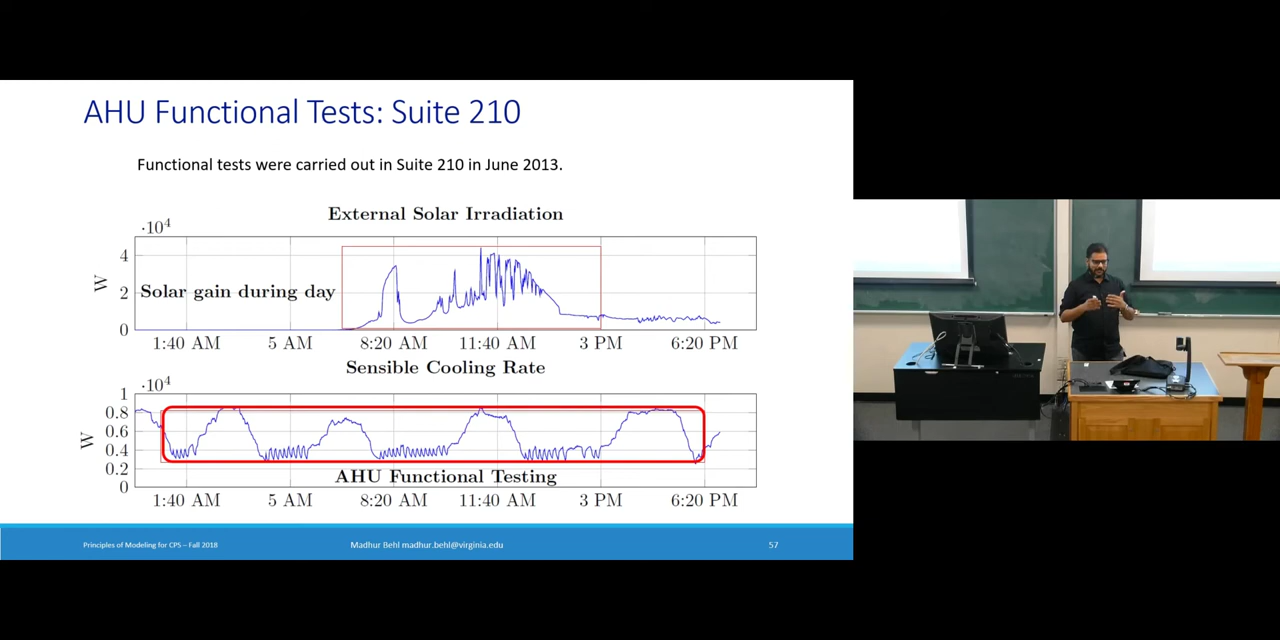 AHU Functional Tests: Suite 210
Functional tests were carried out in Suite 210 in June 2013.
External Solar Irradiation
·10⁴
W
4
2
0
Solar gain during day
1:40 AM 5 AM 8:20 AM 11:40 AM 3 PM 6:20 PM
Sensible Cooling Rate
·10⁴
W
1
0.8
0.6
0.4
0.2
0
AHU Functional Testing
1:40 AM 5 AM 8:20 AM 11:40 AM 3 PM 6:20 PM
Principles of Modeling for CPS – Fall 2018 Madhur Behl madhur.behl@virginia.edu 57